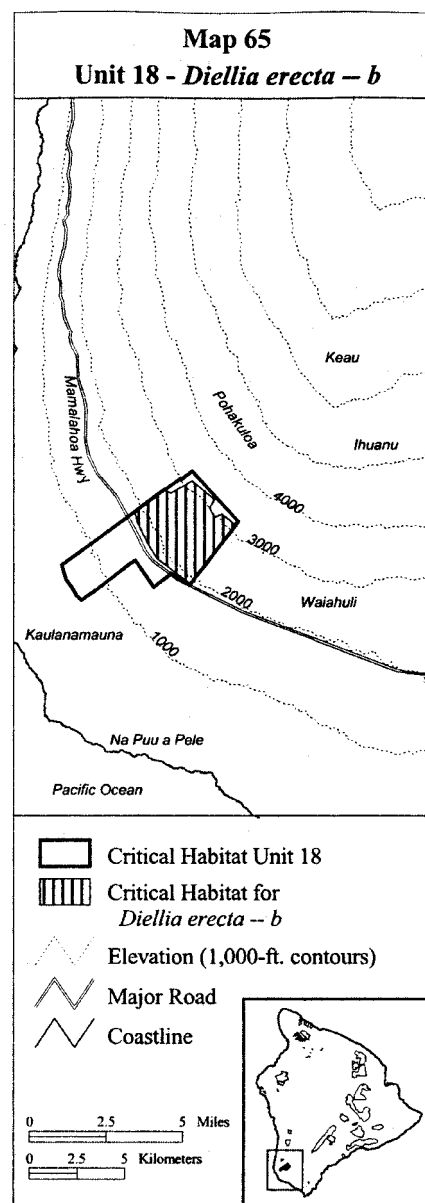 Map 65
Unit 18 - Diellia erecta -- b
Keau
Mamalahoa Hwy
Pohakuloa
Ihuanu
4000
3000
Waiahuli
2000
Kaulanamauna
1000
Na Puu a Pele
Pacific Ocean
Critical Habitat Unit 18
Critical Habitat for
Diellia erecta -- b
Elevation (1,000-ft. contours)
Major Road
Coastline
0 2.5 5 Miles
0 2.5 5 Kilometers